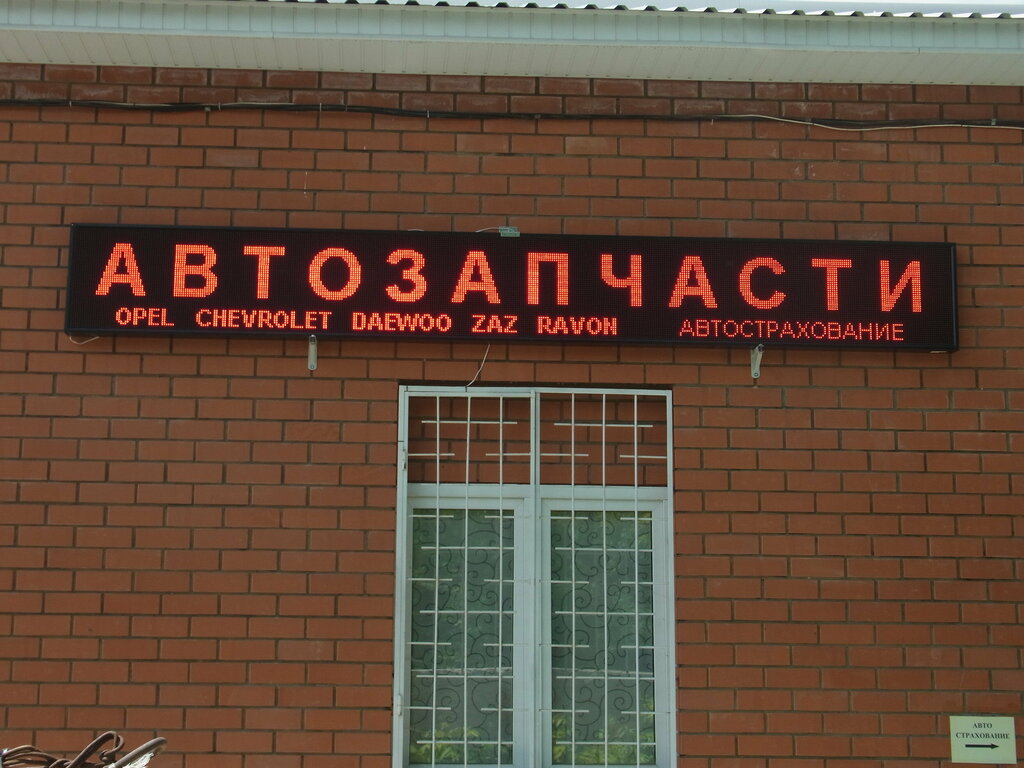 АВТОЗАПЧАСТИ
OPEL CHEVROLET DAEWOO ZAZ RAVON АВТОСТРАХОВАНИЕ
АВТО
СТРАХОВАНИЕ